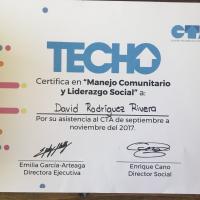 CTA
TECHO
Certifica en "Manejo Comunitario
y Liderazgo Social" a:
David Rodríguez Rivera
Por su asistencia al CTA de septiembre a
noviembre del 2017.
Emilia García-Arteaga
Directora Ejecutiva
Enrique Cano
Director Social